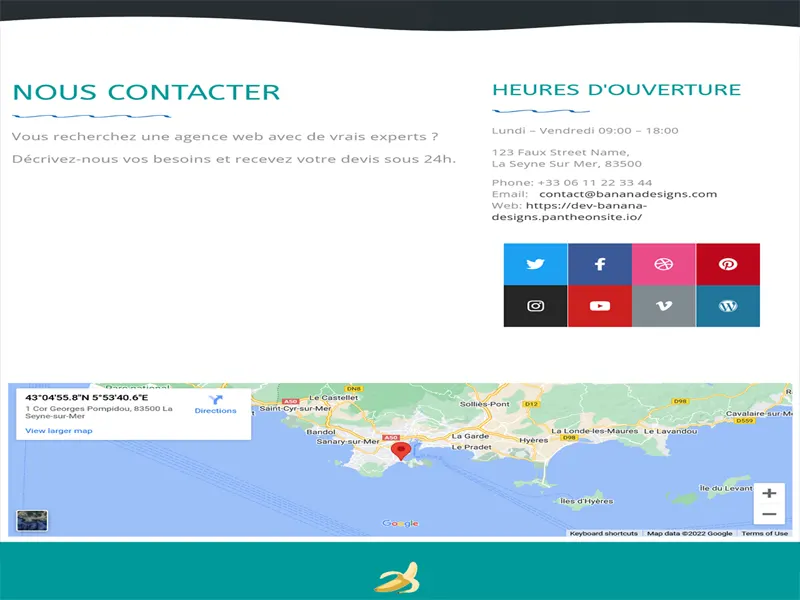 NOUS CONTACTER
Vous recherchez une agence web avec de vrais experts ?
Décrivez-nous vos besoins et recevez votre devis sous 24h.
HEURES D'OUVERTURE
Lundi – Vendredi 09:00 – 18:00
123 Faux Street Name,
La Seyne Sur Mer, 83500
Phone: +33 06 11 22 33 44
Email: contact@bananadesigns.com
Web: https://dev-banana-
designs.pantheonsite.io/
43°04'55.8"N 5°53'40.6"E
1 Cor Georges Pompidou, 83500 La
Seyne-sur-Mer
Directions
View larger map
Parc national
DN8
Le Castellet
A50
Saint-Cyr-sur-Mer
Solliès-Pont
D12
D98
Cavalaire-sur-M
D559
Bandol
A50
Sanary-sur-Mer
La Garde
Le Pradet
Hyères
La Londe-les-Maures
D98
Le Lavandou
Île du Levant
Îles d'Hyères
Google
Keyboard shortcuts
Map data ©2022 Google
Terms of Use